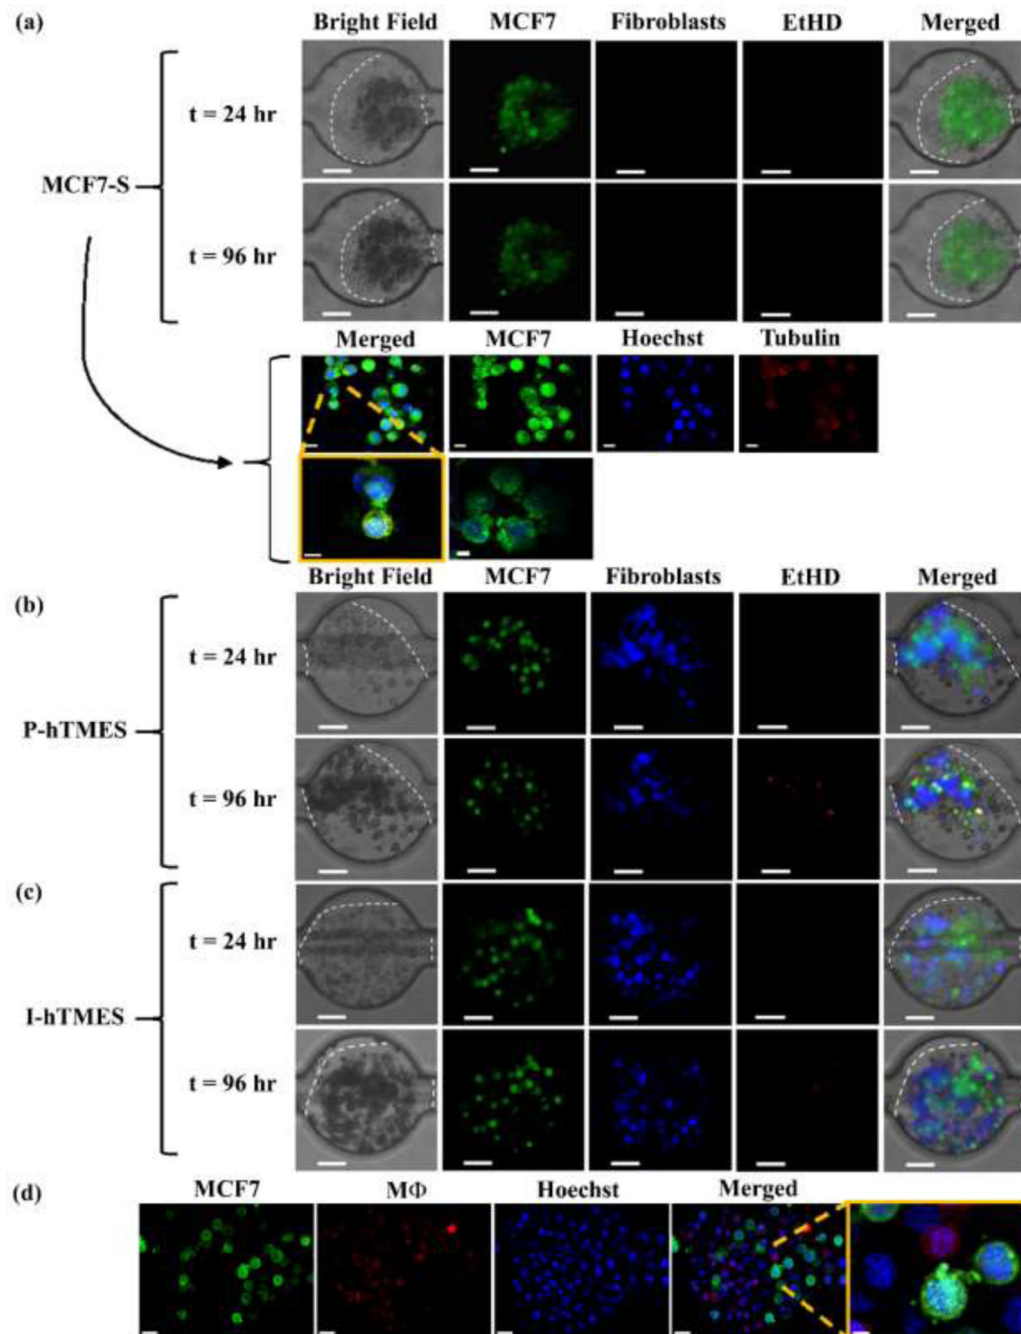 (a)
Bright Field MCF7 Fibroblasts EtHD Merged
t = 24 hr
MCF7-S
t = 96 hr
Merged MCF7 Hoechst Tubulin
Bright Field MCF7 Fibroblasts EtHD Merged
(b)
t = 24 hr
P-hTMES
t = 96 hr
(c)
t = 24 hr
I-hTMES
t = 96 hr
(d)
MCF7 MΦ Hoechst Merged